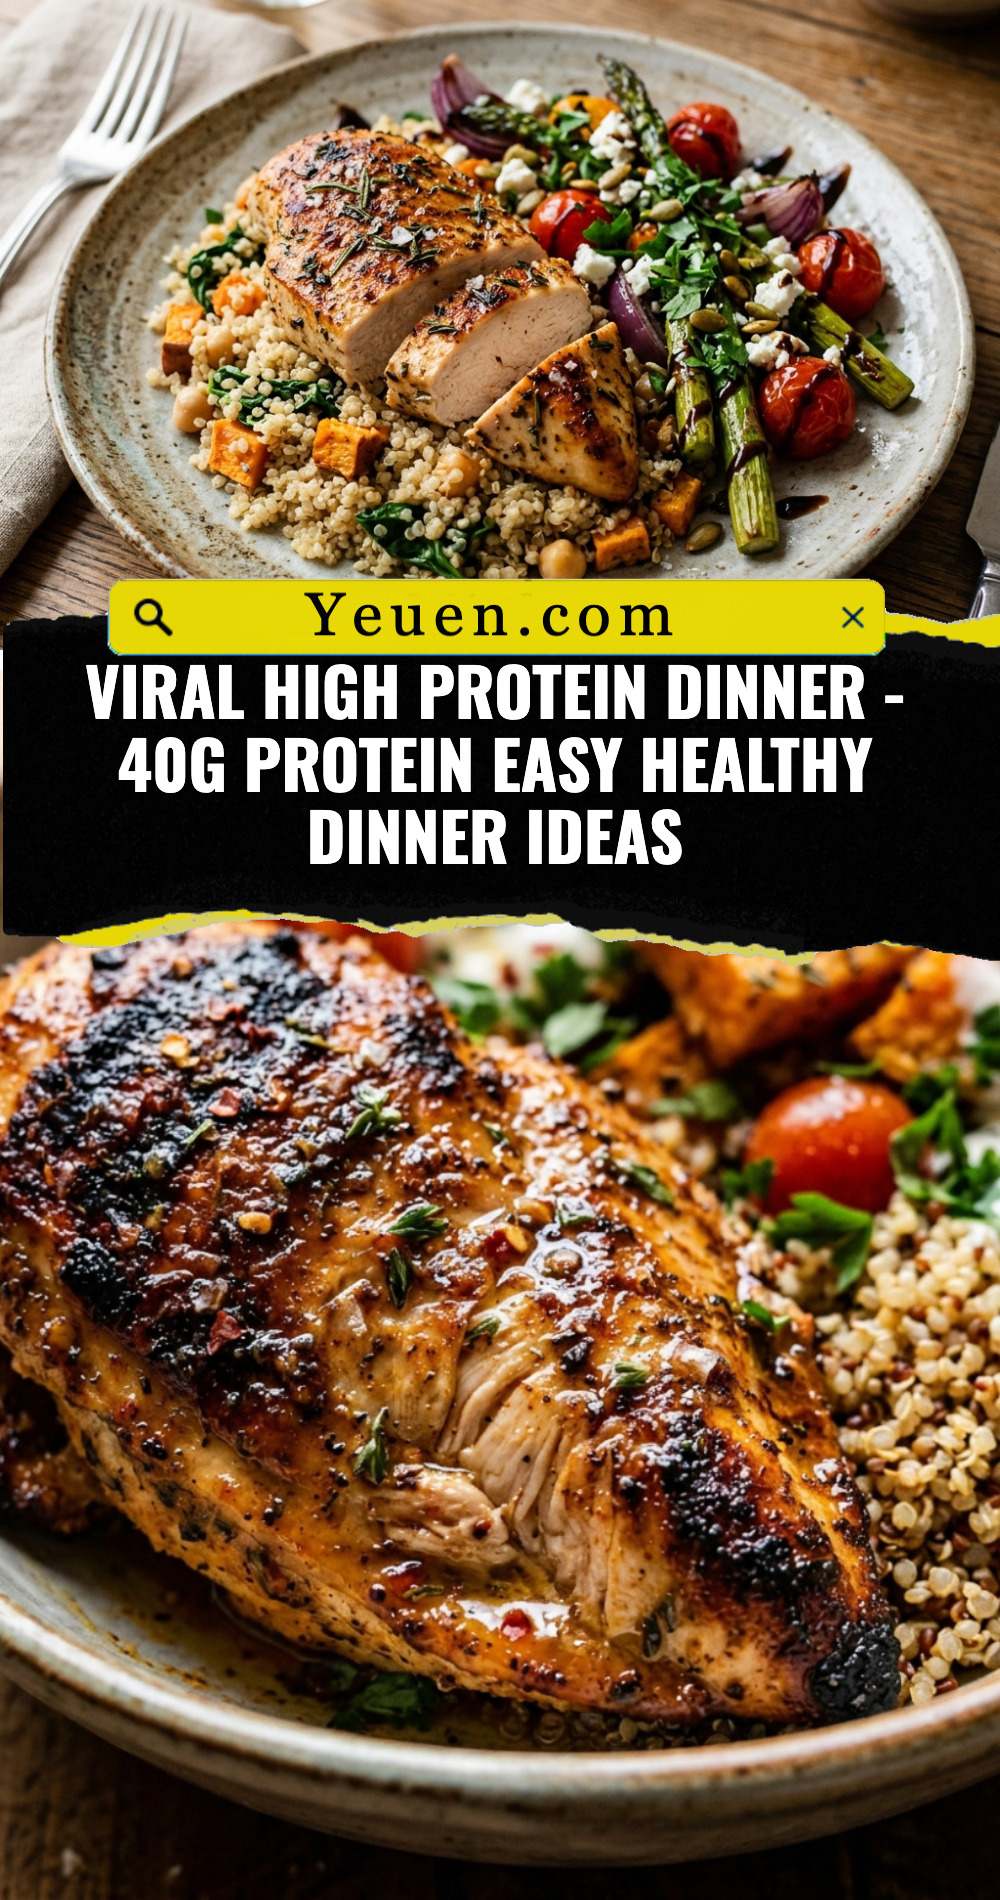 Yeuen.com
VIRAL HIGH PROTEIN DINNER -
40G PROTEIN EASY HEALTHY
DINNER IDEAS